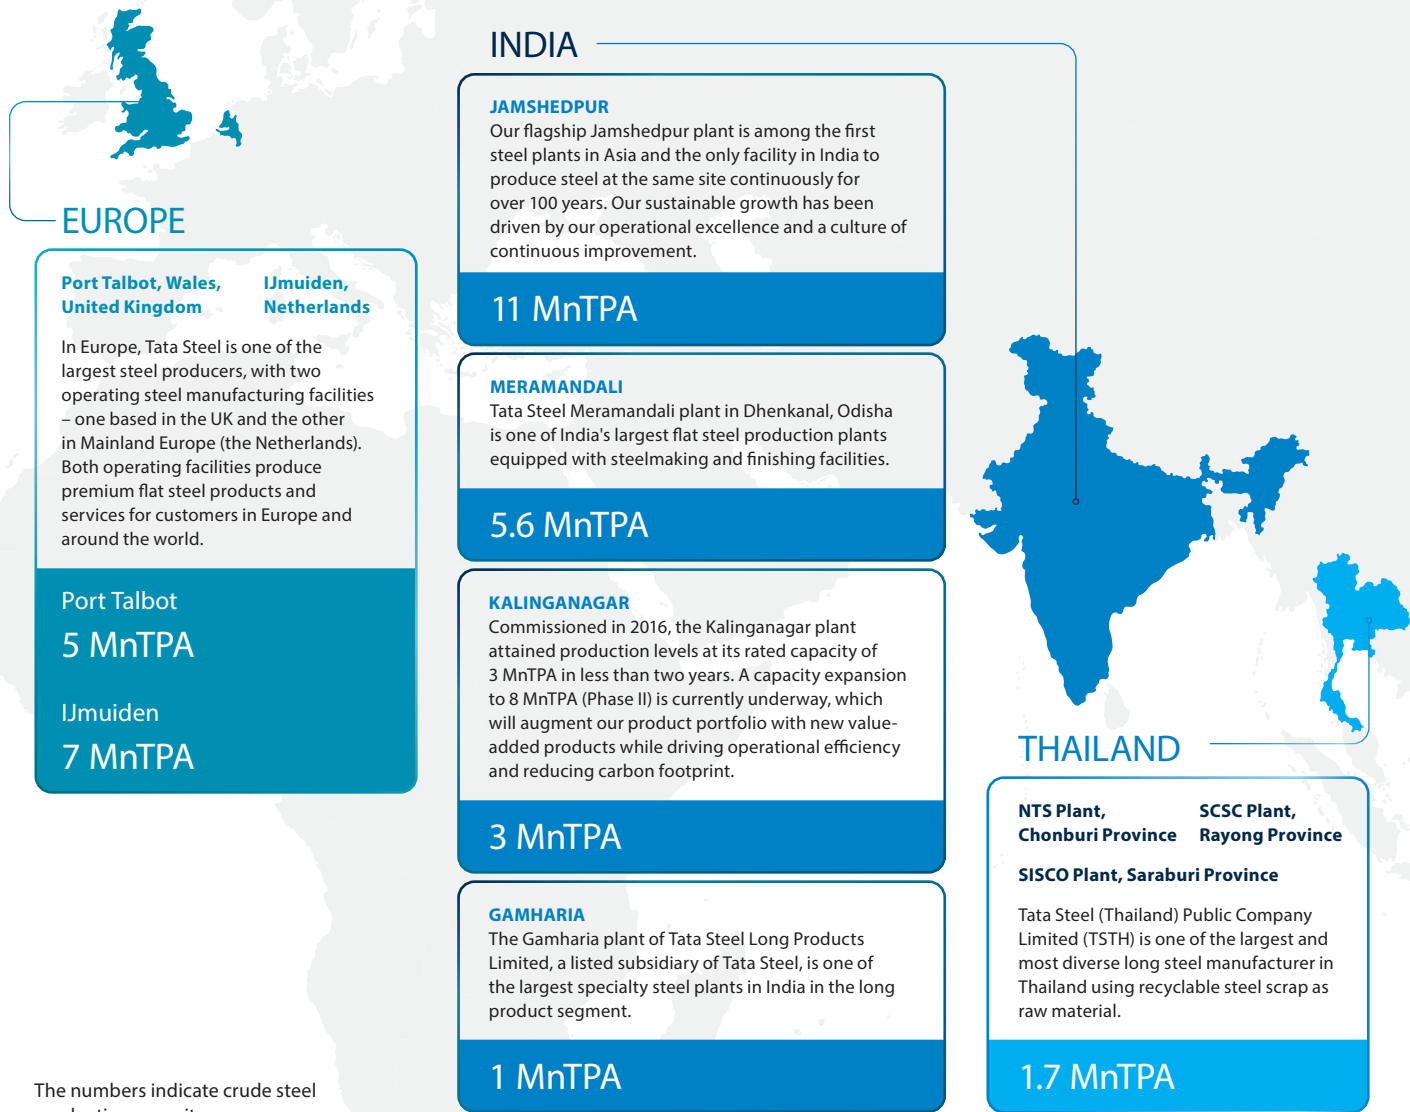 EUROPE
Port Talbot, Wales,
United Kingdom
IJmuiden,
Netherlands
In Europe, Tata Steel is one of the
largest steel producers, with two
operating steel manufacturing facilities
– one based in the UK and the other
in Mainland Europe (the Netherlands).
Both operating facilities produce
premium flat steel products and
services for customers in Europe and
around the world.
Port Talbot
5 MnTPA
IJmuiden
7 MnTPA
The numbers indicate crude steel
INDIA
JAMSHEDPUR
Our flagship Jamshedpur plant is among the first
steel plants in Asia and the only facility in India to
produce steel at the same site continuously for
over 100 years. Our sustainable growth has been
driven by our operational excellence and a culture of
continuous improvement.
11 MnTPA
MERAMANDALI
Tata Steel Meramandali plant in Dhenkanal, Odisha
is one of India's largest flat steel production plants
equipped with steelmaking and finishing facilities.
5.6 MnTPA
KALINGANAGAR
Commissioned in 2016, the Kalinganagar plant
attained production levels at its rated capacity of
3 MnTPA in less than two years. A capacity expansion
to 8 MnTPA (Phase II) is currently underway, which
will augment our product portfolio with new value-
added products while driving operational efficiency
and reducing carbon footprint.
3 MnTPA
GAMHARIA
The Gamharia plant of Tata Steel Long Products
Limited, a listed subsidiary of Tata Steel, is one of
the largest specialty steel plants in India in the long
product segment.
1 MnTPA
THAILAND
NTS Plant,
Chonburi Province
SCSC Plant,
Rayong Province
SISCO Plant, Saraburi Province
Tata Steel (Thailand) Public Company
Limited (TSTH) is one of the largest and
most diverse long steel manufacturer in
Thailand using recyclable steel scrap as
raw material.
1.7 MnTPA